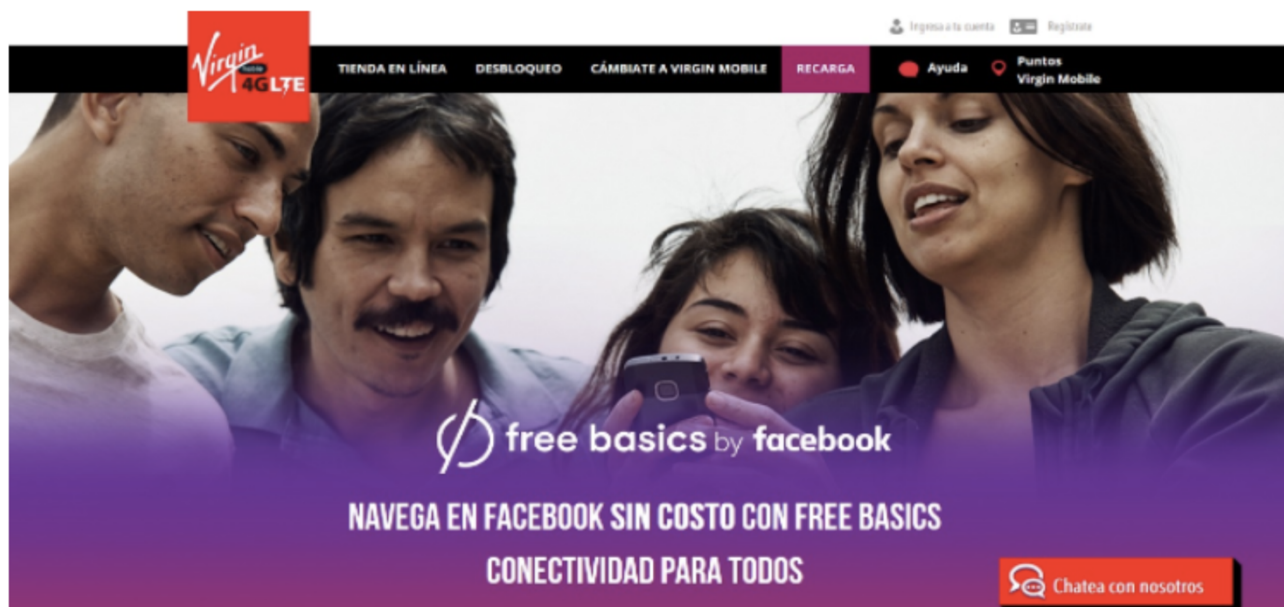 Ingresa a tu cuenta
Regístrate
Virgin
mobile
4G LTE
TIENDA EN LÍNEA
DESBLOQUEO
CÁMBIATE A VIRGIN MOBILE
RECARGA
Ayuda
Puntos
Virgin Mobile
free basics by facebook
NAVEGA EN FACEBOOK SIN COSTO CON FREE BASICS
CONECTIVIDAD PARA TODOS
Chatea con nosotros